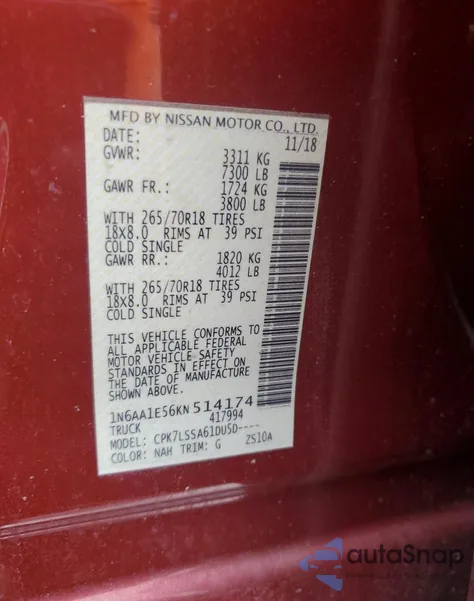 MFD BY NISSAN MOTOR CO., LTD.
DATE: 11/18
GVWR: 3311 KG
7300 LB
GAWR FR.: 1724 KG
3800 LB
WITH 265/70R18 TIRES
18X8.0 RIMS AT 39 PSI
COLD SINGLE
GAWR RR.: 1820 KG
4012 LB
WITH 265/70R18 TIRES
18X8.0 RIMS AT 39 PSI
COLD SINGLE
THIS VEHICLE CONFORMS TO
ALL APPLICABLE FEDERAL
MOTOR VEHICLE SAFETY
STANDARDS IN EFFECT ON
THE DATE OF MANUFACTURE
SHOWN ABOVE.
1N6AA1E56KN514174
TRUCK 417994
MODEL: CPK7LSSA61DU5D----
COLOR: NAH TRIM: G ZS10A
autaSnap
POWERED BY